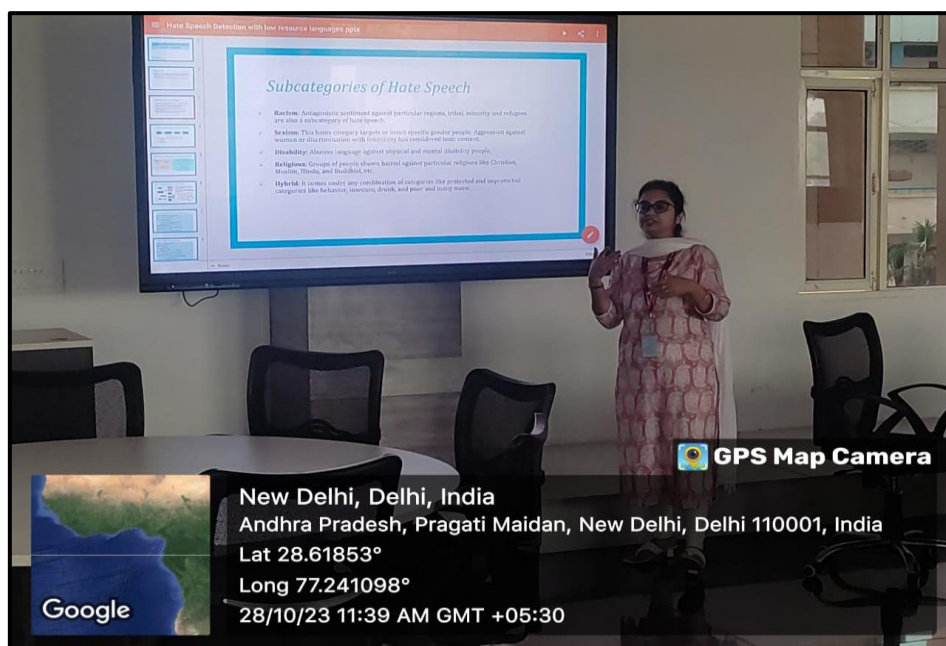 Hate Speech Detection with low resource languages pptx
Subcategories of Hate Speech
Racism: Antagonistic sentiment against particular regions, tribal, minority and refugees
are also a subcategory of hate speech.
Sexism: This hates category targets or insult specific gender people. Aggression against
women or discrimination with femininity has considered toxic content.
Disability: Abusive language against physical and mental disability people.
Religious: Groups of people shown hatred against particular religions like Christian,
Muslim, Hindu, and Buddhist, etc.
Hybrid: It comes under any combination of categories like protected and unprotected
categories like behavior, insecure, drunk, and poor and many more.
GPS Map Camera
New Delhi, Delhi, India
Andhra Pradesh, Pragati Maidan, New Delhi, Delhi 110001, India
Lat 28.61853°
Long 77.241098°
28/10/23 11:39 AM GMT +05:30
Google